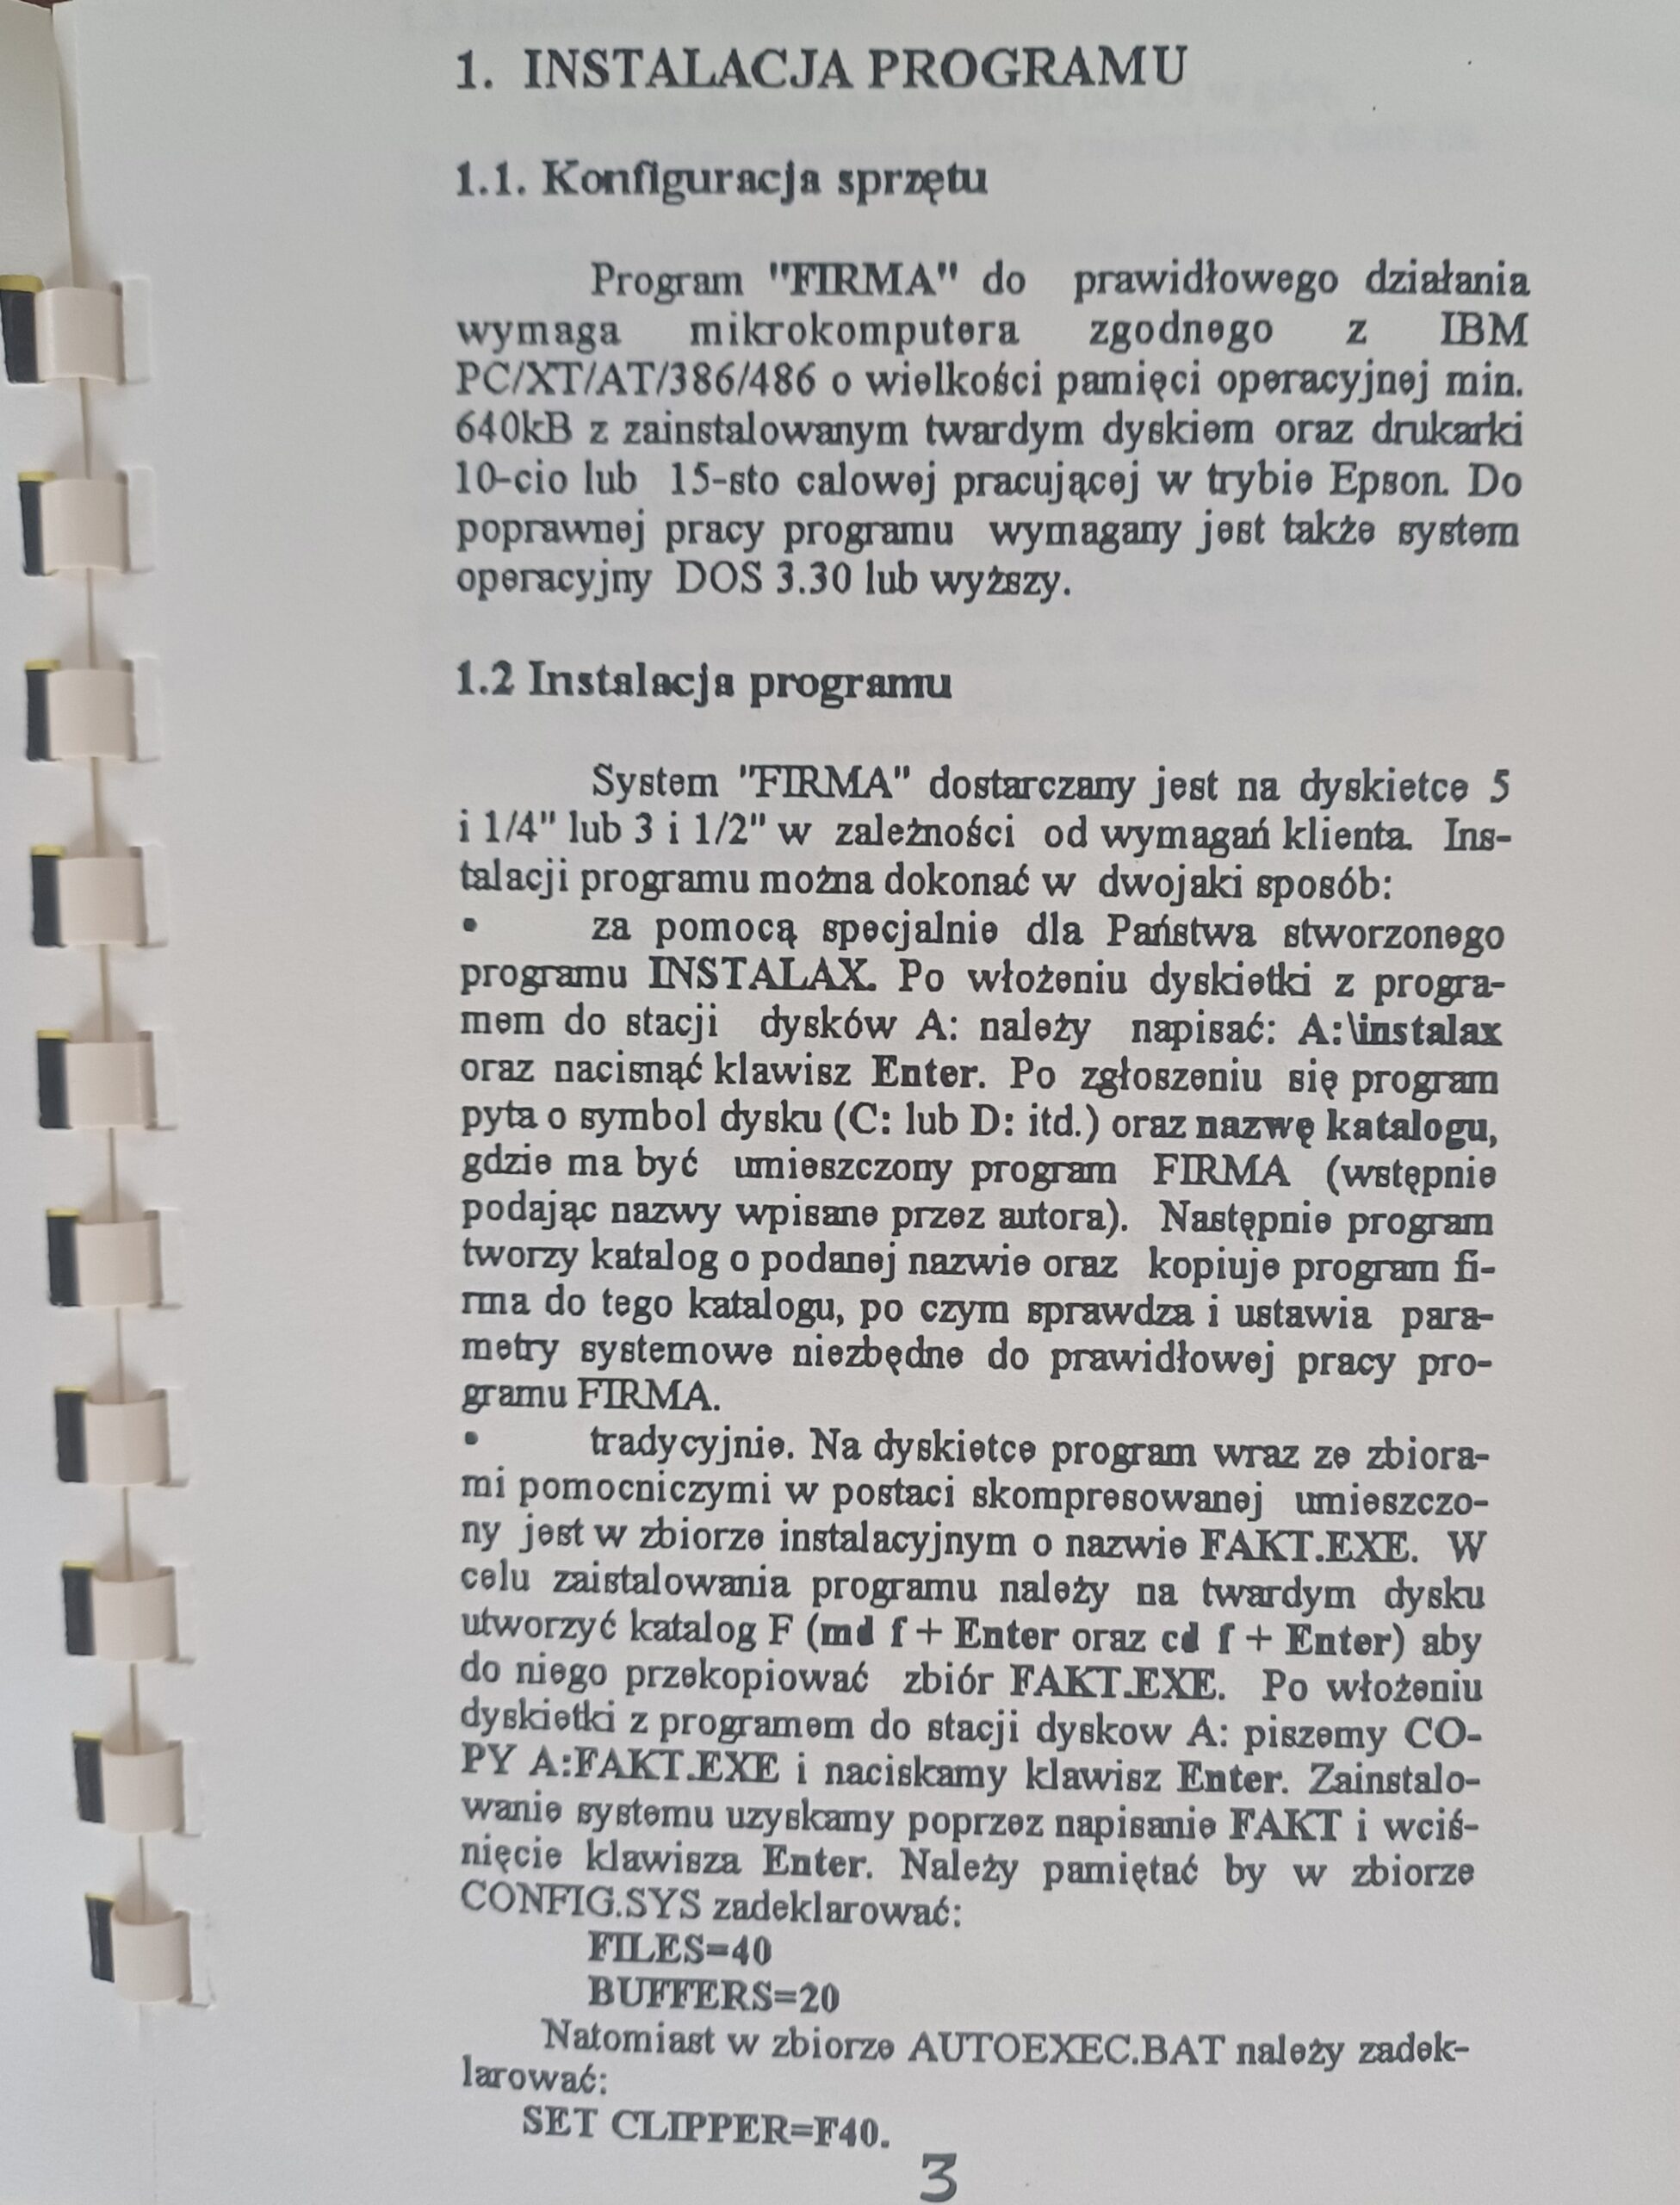 1. INSTALACJA PROGRAMU
1.1. Konfiguracja sprzętu
Program "FIRMA" do prawidłowego działania
wymaga mikrokomputera zgodnego z IBM
PC/XT/AT/386/486 o wielkości pamięci operacyjnej min.
640kB z zainstalowanym twardym dyskiem oraz drukarki
10-cio lub 15-sto calowej pracującej w trybie Epson. Do
poprawnej pracy programu wymagany jest także system
operacyjny DOS 3.30 lub wyższy.
1.2 Instalacja programu
System "FIRMA" dostarczany jest na dyskietce 5
i 1/4" lub 3 i 1/2" w zależności od wymagań klienta. Ins-
talacji programu można dokonać w dwojaki sposób:
• za pomocą specjalnie dla Państwa stworzonego
programu INSTALAX. Po włożeniu dyskietki z progra-
mem do stacji dysków A: należy napisać: A:\instalax
oraz nacisnąć klawisz Enter. Po zgłoszeniu się program
pyta o symbol dysku (C: lub D: itd.) oraz nazwę katalogu,
gdzie ma być umieszczony program FIRMA (wstępnie
podając nazwy wpisane przez autora). Następnie program
tworzy katalog o podanej nazwie oraz kopiuje program fi-
rma do tego katalogu, po czym sprawdza i ustawia para-
metry systemowe niezbędne do prawidłowej pracy pro-
gramu FIRMA.
• tradycyjnie. Na dyskietce program wraz ze zbiora-
mi pomocniczymi w postaci skompresowanej umieszczo-
ny jest w zbiorze instalacyjnym o nazwie FAKT.EXE. W
celu zaistalowania programu należy na twardym dysku
utworzyć katalog F (md f + Enter oraz cd f + Enter) aby
do niego przekopiować zbiór FAKT.EXE. Po włożeniu
dyskietki z programem do stacji dyskow A: piszemy CO-
PY A:FAKT.EXE i naciskamy klawisz Enter. Zainstalo-
wanie systemu uzyskamy poprzez napisanie FAKT i wciś-
nięcie klawisza Enter. Należy pamiętać by w zbiorze
CONFIG.SYS zadeklarować:
FILES=40
BUFFERS=20
Natomiast w zbiorze AUTOEXEC.BAT należy zadek-
larować:
SET CLIPPER=F40.
3